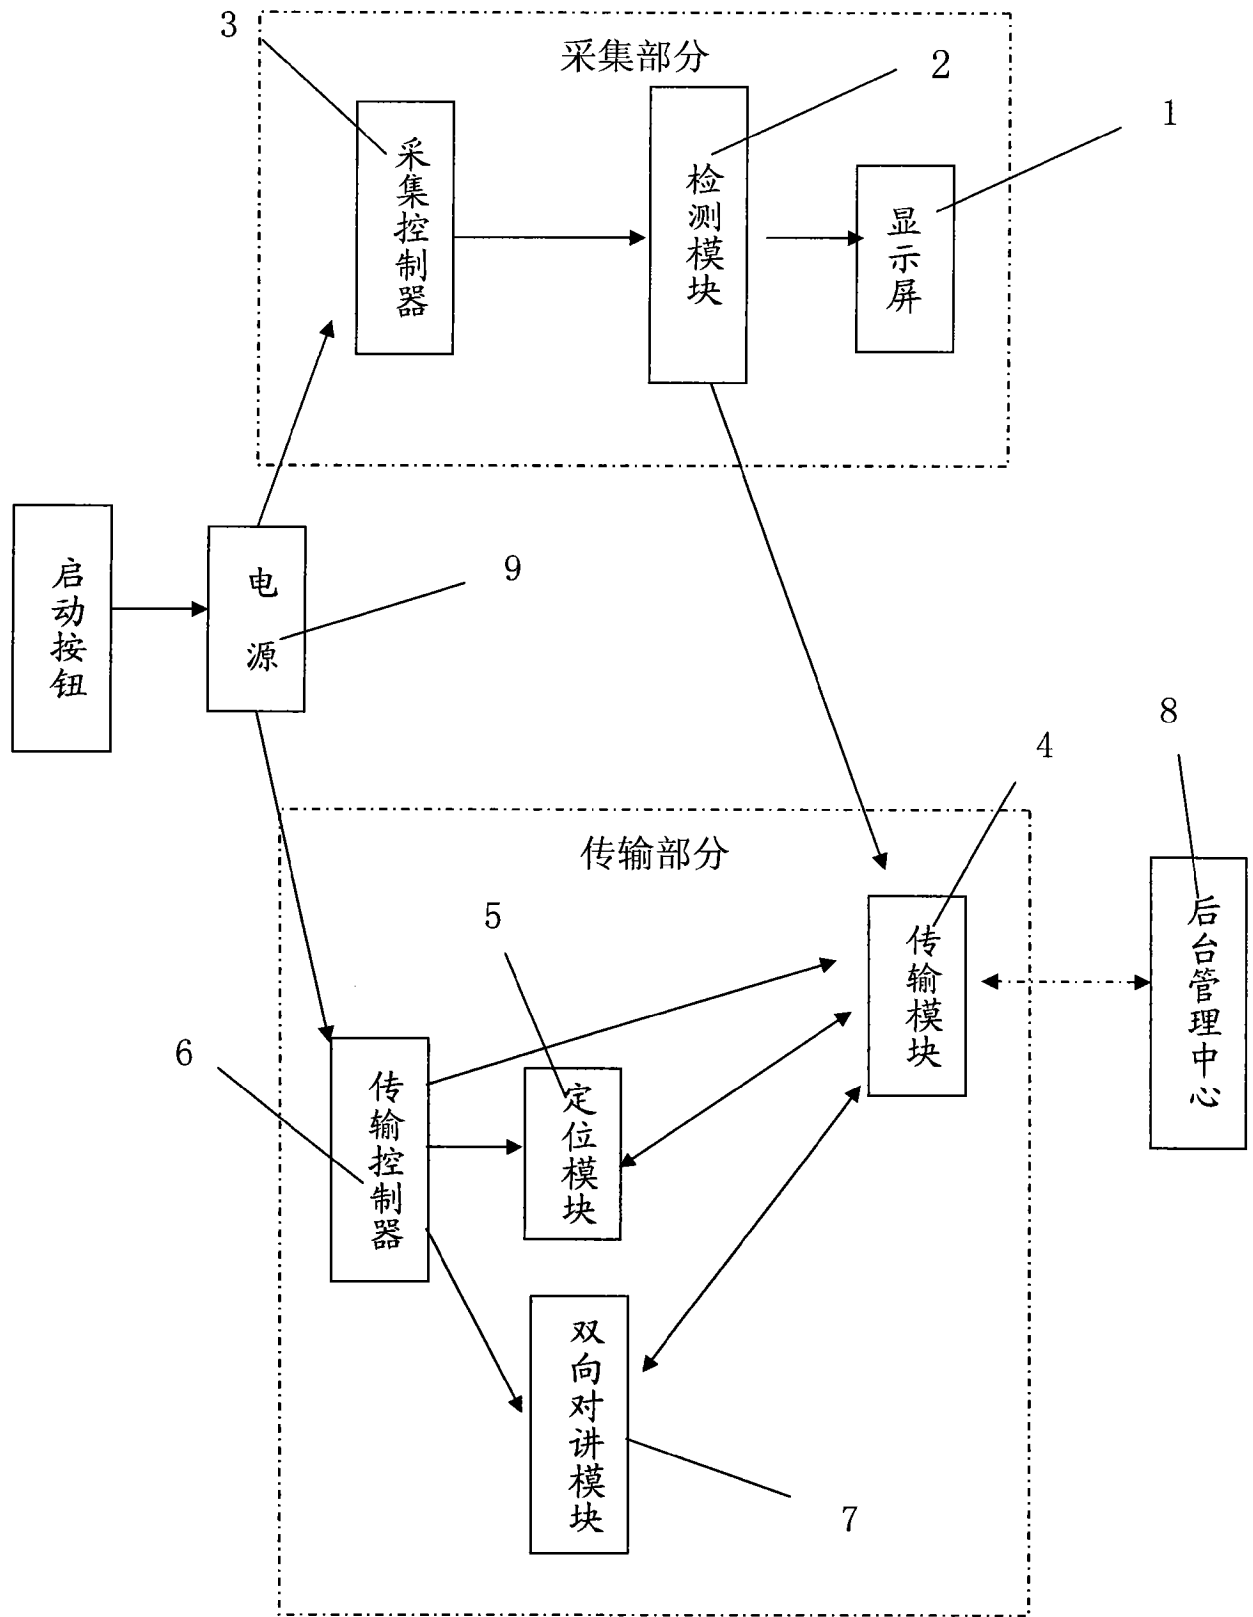 3
采集部分
2
1
采集控制器
检测模块
显示屏
启动按钮
电源
9
8
4
传输部分
5
传输模块
后台管理中心
6
传输控制器
定位模块
双向对讲模块
7